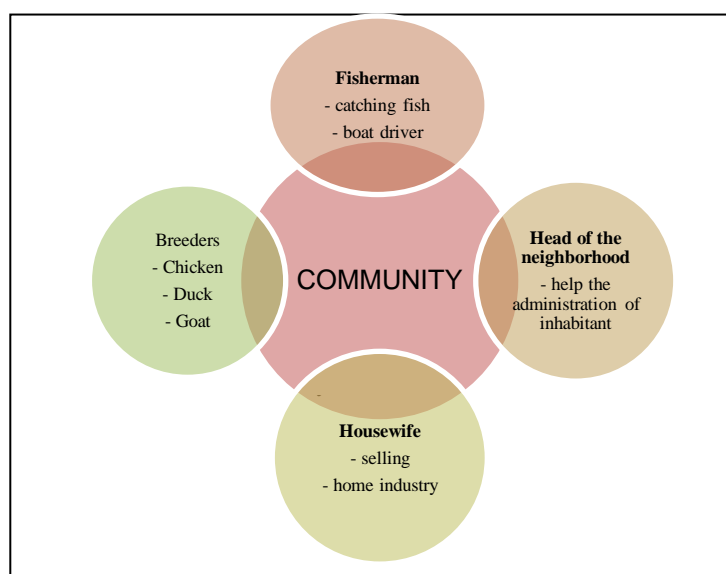 Fisherman
- catching fish
- boat driver
Breeders
- Chicken
- Duck
- Goat
COMMUNITY
Head of the
neighborhood
- help the
administration of
inhabitant
-
Housewife
- selling
- home industry